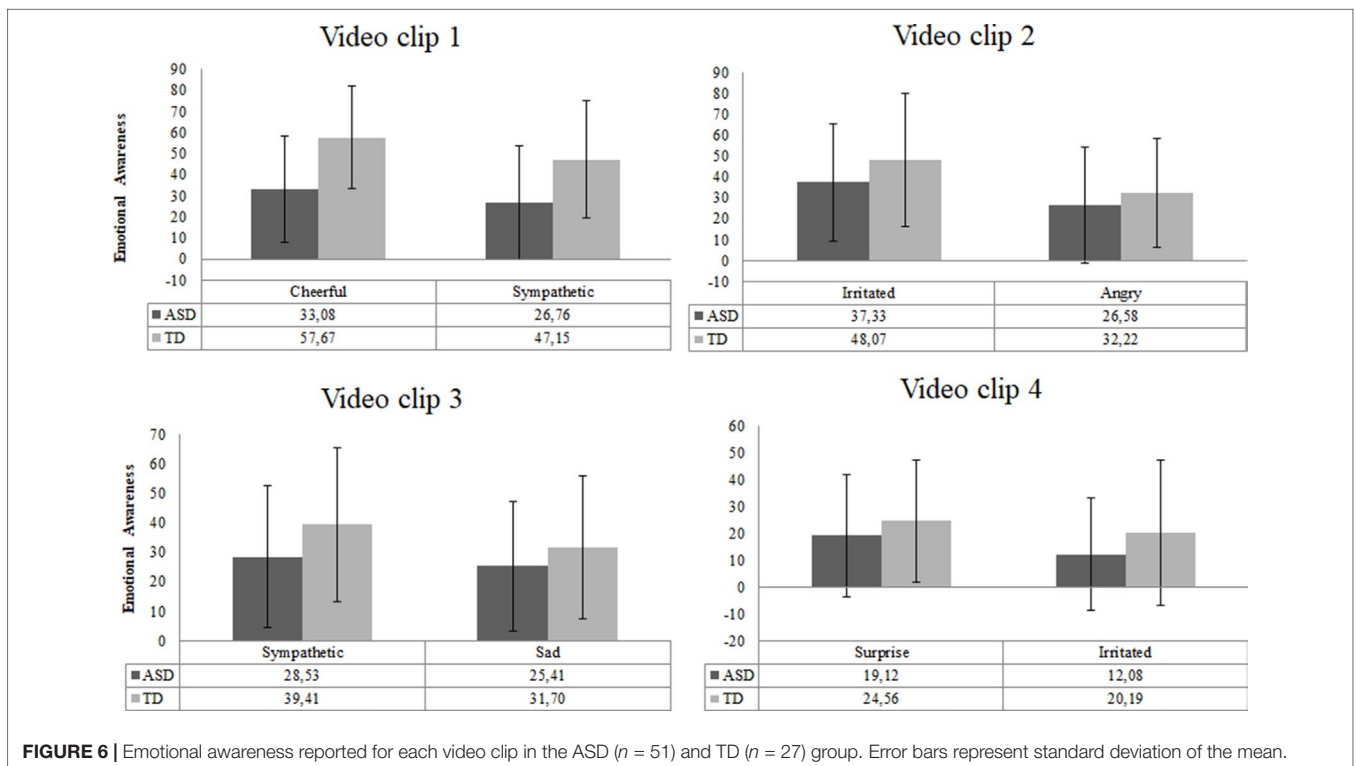 Video clip 1
Emotional Awareness
90
80
70
60
50
40
30
20
10
0
-10
Cheerful Sympathetic
ASD 33,08 26,76
TD 57,67 47,15
Video clip 2
90
80
70
60
50
40
30
20
10
0
-10
Irritated Angry
ASD 37,33 26,58
TD 48,07 32,22
Video clip 3
Emotional Awareness
70
60
50
40
30
20
10
0
Sympathetic Sad
ASD 28,53 25,41
TD 39,41 31,70
Video clip 4
60
50
40
30
20
10
0
-10
-20
Surprise Irritated
ASD 19,12 12,08
TD 24,56 20,19
FIGURE 6 | Emotional awareness reported for each video clip in the ASD (n = 51) and TD (n = 27) group. Error bars represent standard deviation of the mean.